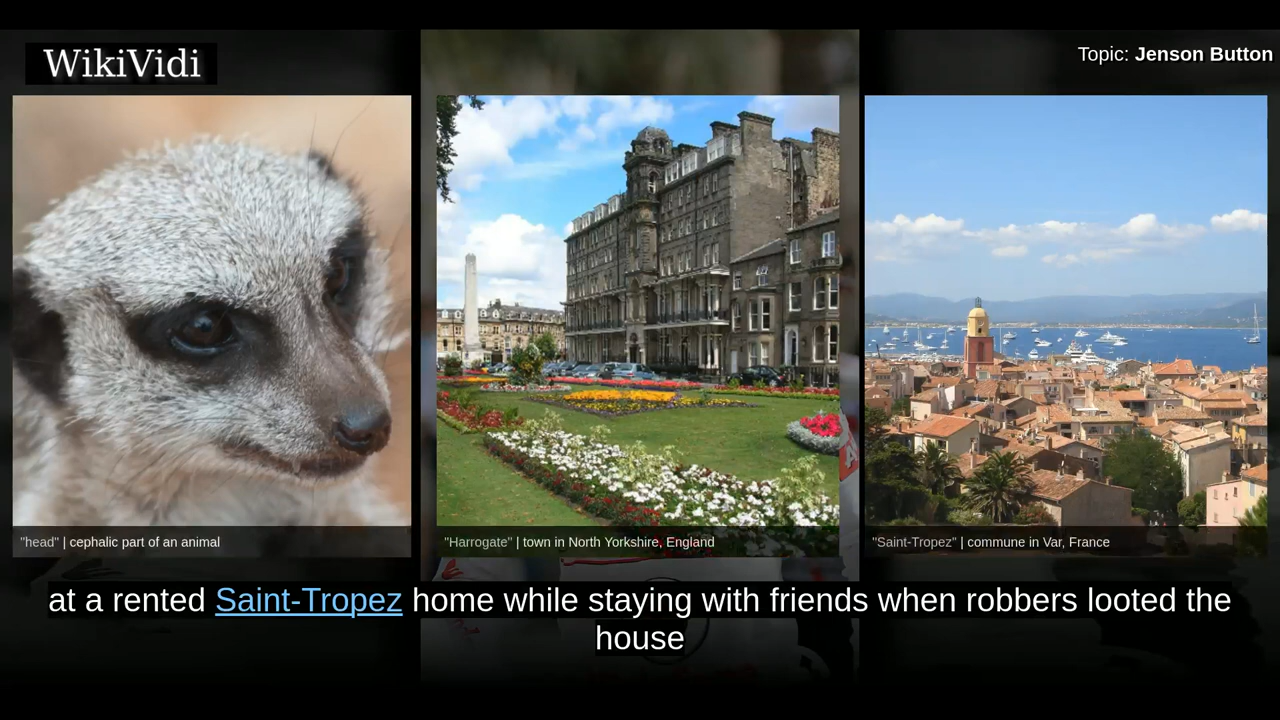 WikiVidi
Topic: Jenson Button
"head" | cephalic part of an animal
"Harrogate" | town in North Yorkshire, England
"Saint-Tropez" | commune in Var, France
at a rented Saint-Tropez home while staying with friends when robbers looted the
house